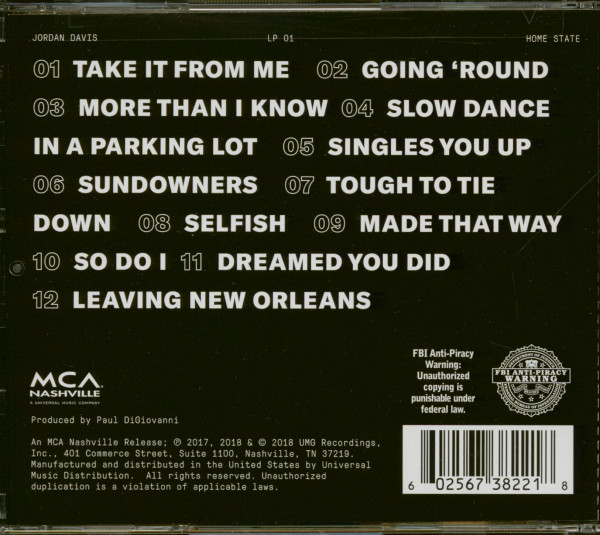 JORDAN DAVIS LP 01 HOME STATE
01 TAKE IT FROM ME 02 GOING ‘ROUND
03 MORE THAN I KNOW 04 SLOW DANCE
IN A PARKING LOT 05 SINGLES YOU UP
06 SUNDOWNERS 07 TOUGH TO TIE
DOWN 08 SELFISH 09 MADE THAT WAY
10 SO DO I 11 DREAMED YOU DID
12 LEAVING NEW ORLEANS
MCA
NASHVILLE
A UNIVERSAL MUSIC COMPANY
Produced by Paul DiGiovanni
An MCA Nashville Release; ℗ 2017, 2018 & © 2018 UMG Recordings,
Inc., 401 Commerce Street, Suite 1100, Nashville, TN 37219.
Manufactured and distributed in the United States by Universal
Music Distribution. All rights reserved. Unauthorized
duplication is a violation of applicable laws.
FBI Anti-Piracy
Warning:
Unauthorized
copying is
punishable under
federal law.
FBI ANTI-PIRACY
WARNING
6 02567 38221 8